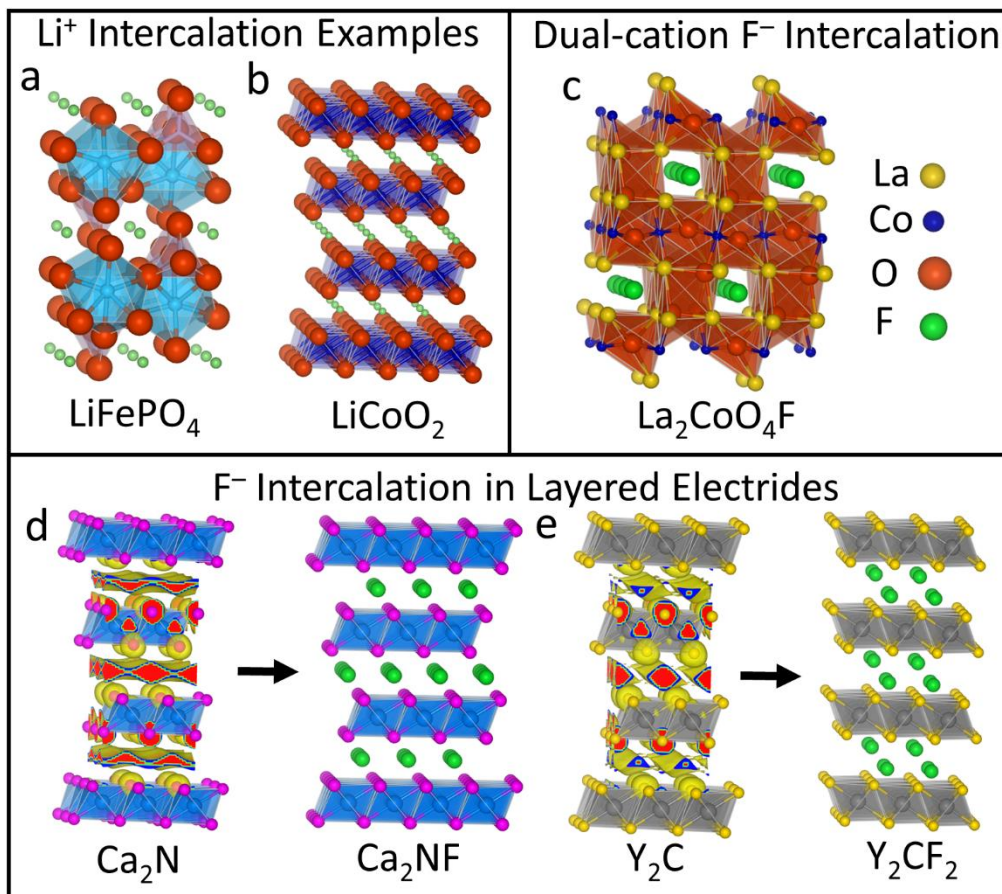 Li⁺ Intercalation Examples
a
b
LiFePO₄
LiCoO₂
Dual-cation F⁻ Intercalation
c
La
Co
O
F
La₂CoO₄F
F⁻ Intercalation in Layered Electrides
d
e
Ca₂N
Ca₂NF
Y₂C
Y₂CF₂